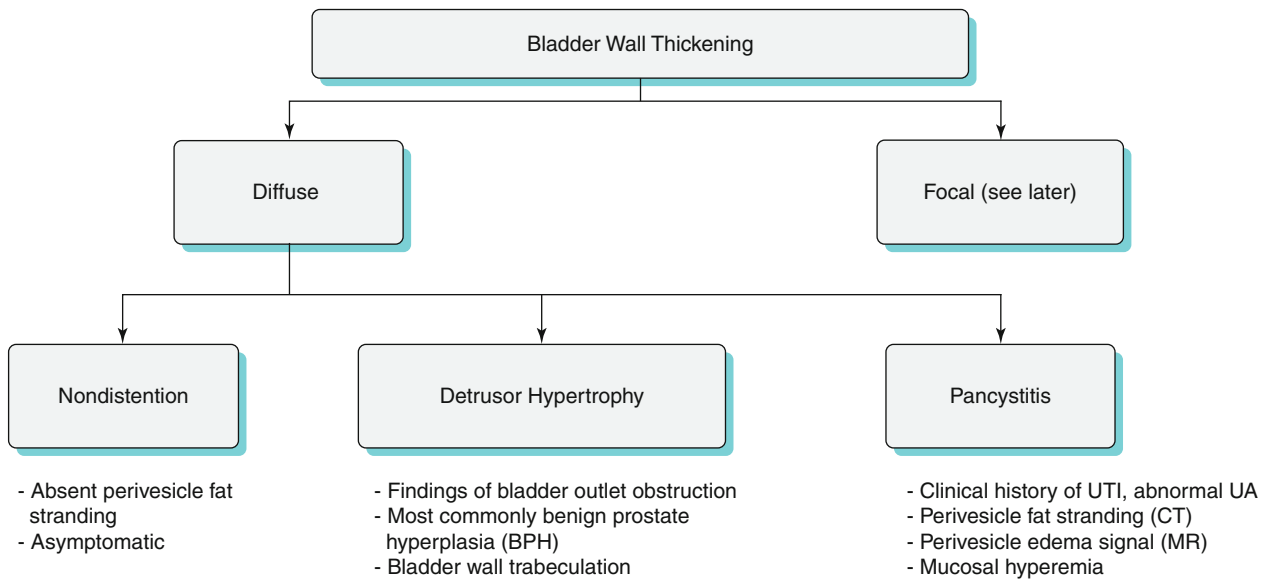 Bladder Wall Thickening
Diffuse
Focal (see later)
Nondistention
Detrusor Hypertrophy
Pancystitis
- Absent perivesicle fat
stranding
- Asymptomatic
- Findings of bladder outlet obstruction
- Most commonly benign prostate
hyperplasia (BPH)
- Bladder wall trabeculation
- Clinical history of UTI, abnormal UA
- Perivesicle fat stranding (CT)
- Perivesicle edema signal (MR)
- Mucosal hyperemia